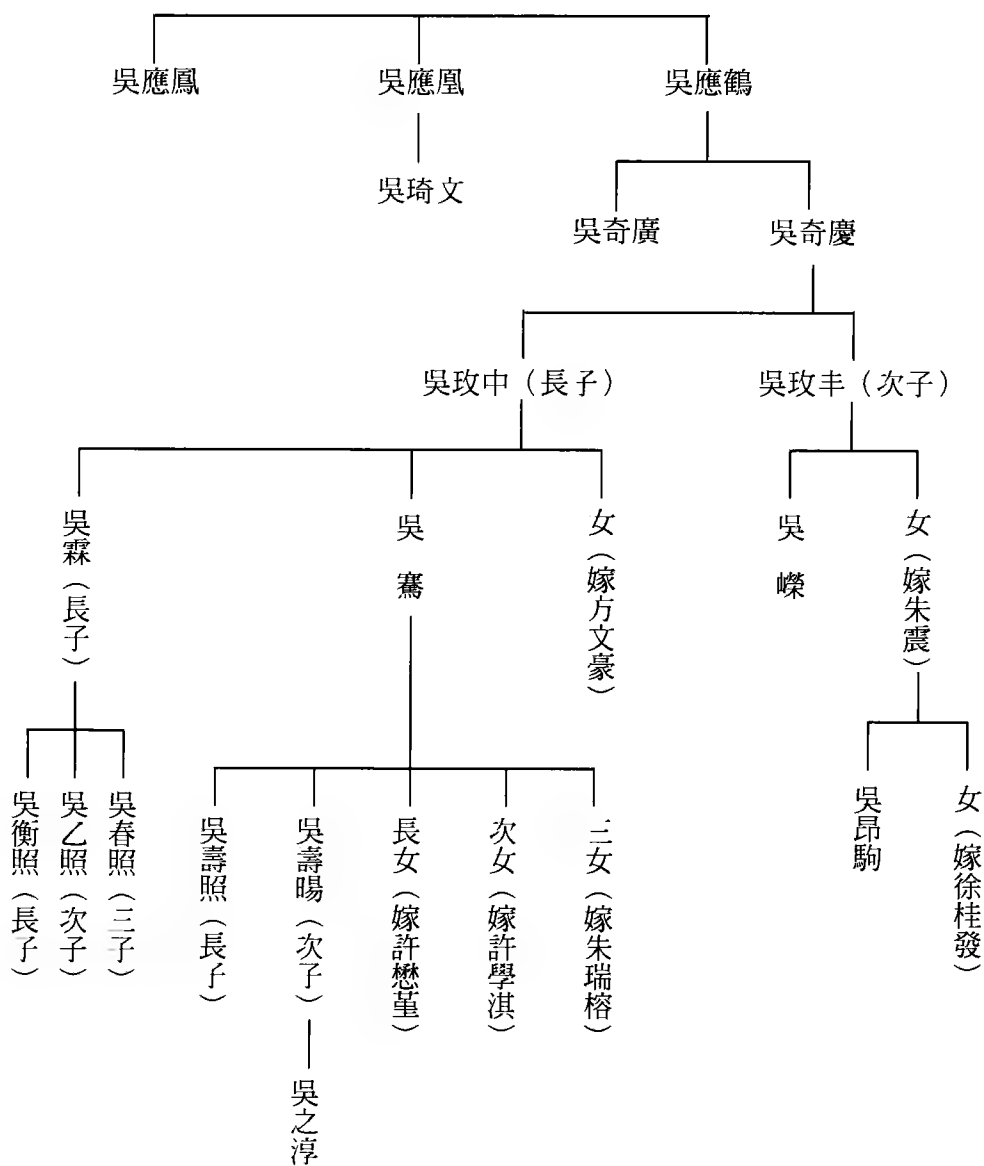 吳應鳳
吳應凰
吳應鶴
吳琦文
吳奇廣
吳奇慶
吳玫中（長子）
吳玫丰（次子）
吳霖（長子）
吳騫
女（嫁方文豪）
吳嶸
女（嫁朱震）
吳衡照（長子）
吳乙照（次子）
吳春照（三子）
吳壽照（長子）
吳壽暘（次子）
長女（嫁許懋堇）
次女（嫁許學淇）
三女（嫁朱瑞榕）
吳昂駒
女（嫁徐桂發）
吳之淳